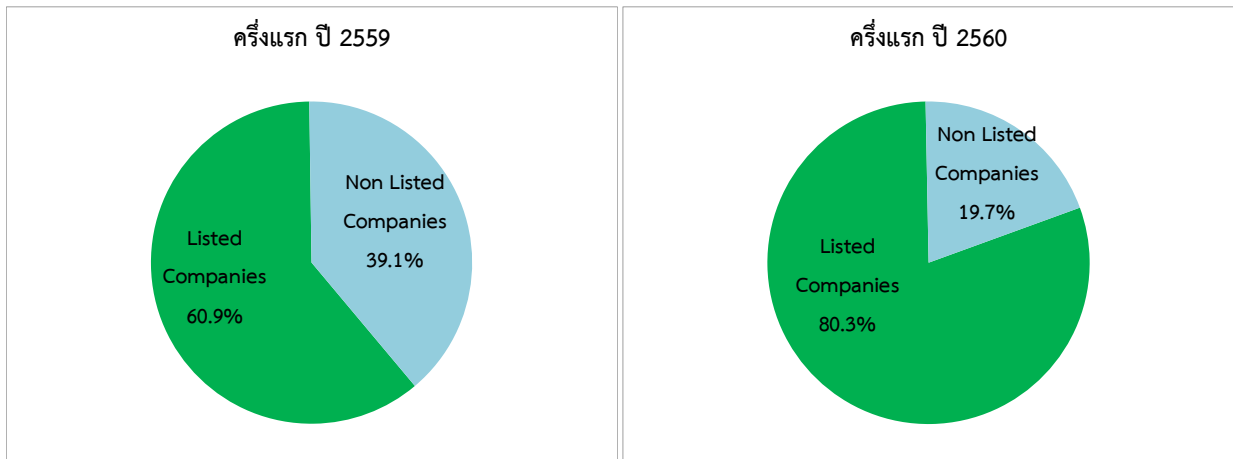 ครึ่งแรก ปี 2559
Non Listed
Companies
39.1%
Listed
Companies
60.9%
ครึ่งแรก ปี 2560
Non Listed
Companies
19.7%
Listed
Companies
80.3%